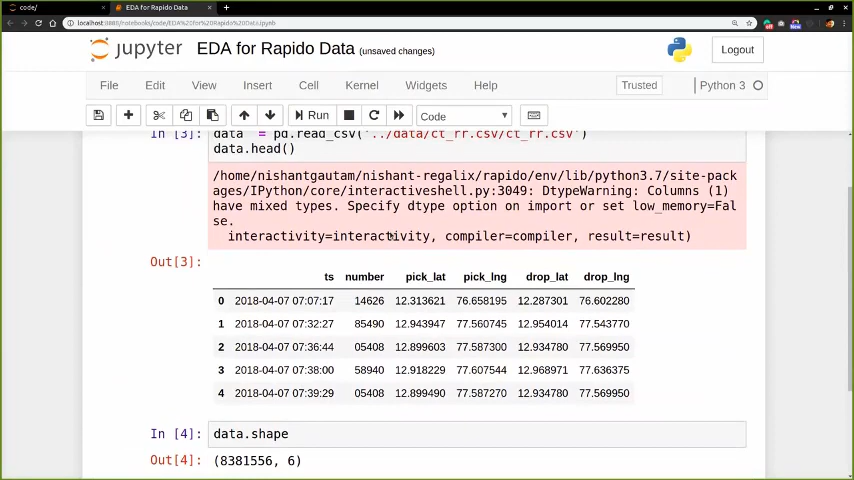 code/
EDA for Rapido Data.ipynb
localhost:8888/notebooks/code/EDA%20for%20Rapido%20Data.ipynb
jupyter EDA for Rapido Data (unsaved changes)
Logout
File Edit View Insert Cell Kernel Widgets Help
Trusted Python 3
Run Code
In [3]: data = pd.read_csv('../data/ct_rr.csv/ct_rr.csv')
data.head()
/home/nishantgautam/nishant-regalix/rapido/env/lib/python3.7/site-pack
ages/IPython/core/interactiveshell.py:3049: DtypeWarning: Columns (1)
have mixed types. Specify dtype option on import or set low_memory=Fal
se.
interactivity=interactivity, compiler=compiler, result=result)
Out[3]:
ts number pick_lat pick_lng drop_lat drop_lng
0 2018-04-07 07:07:17 14626 12.313621 76.658195 12.287301 76.602280
1 2018-04-07 07:32:27 85490 12.943947 77.560745 12.954014 77.543770
2 2018-04-07 07:36:44 05408 12.899603 77.587300 12.934780 77.569950
3 2018-04-07 07:38:00 58940 12.918229 77.607544 12.968971 77.636375
4 2018-04-07 07:39:29 05408 12.899490 77.587270 12.934780 77.569950
In [4]: data.shape
Out[4]: (8381556, 6)